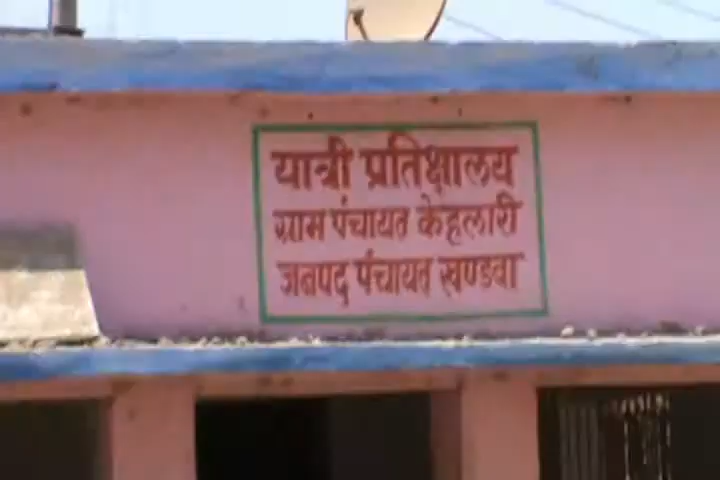 यात्री प्रतिक्षालय
ग्राम पंचायत केहलारी
जनपद पंचायत खण्डवा